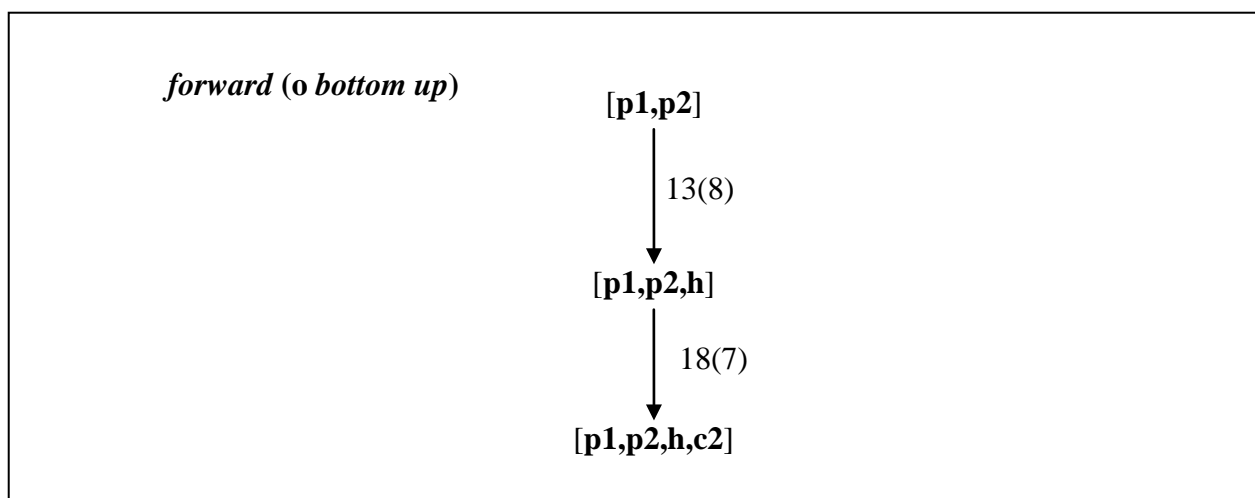 forward (o bottom up)
[p1,p2]
13(8)
[p1,p2,h]
18(7)
[p1,p2,h,c2]